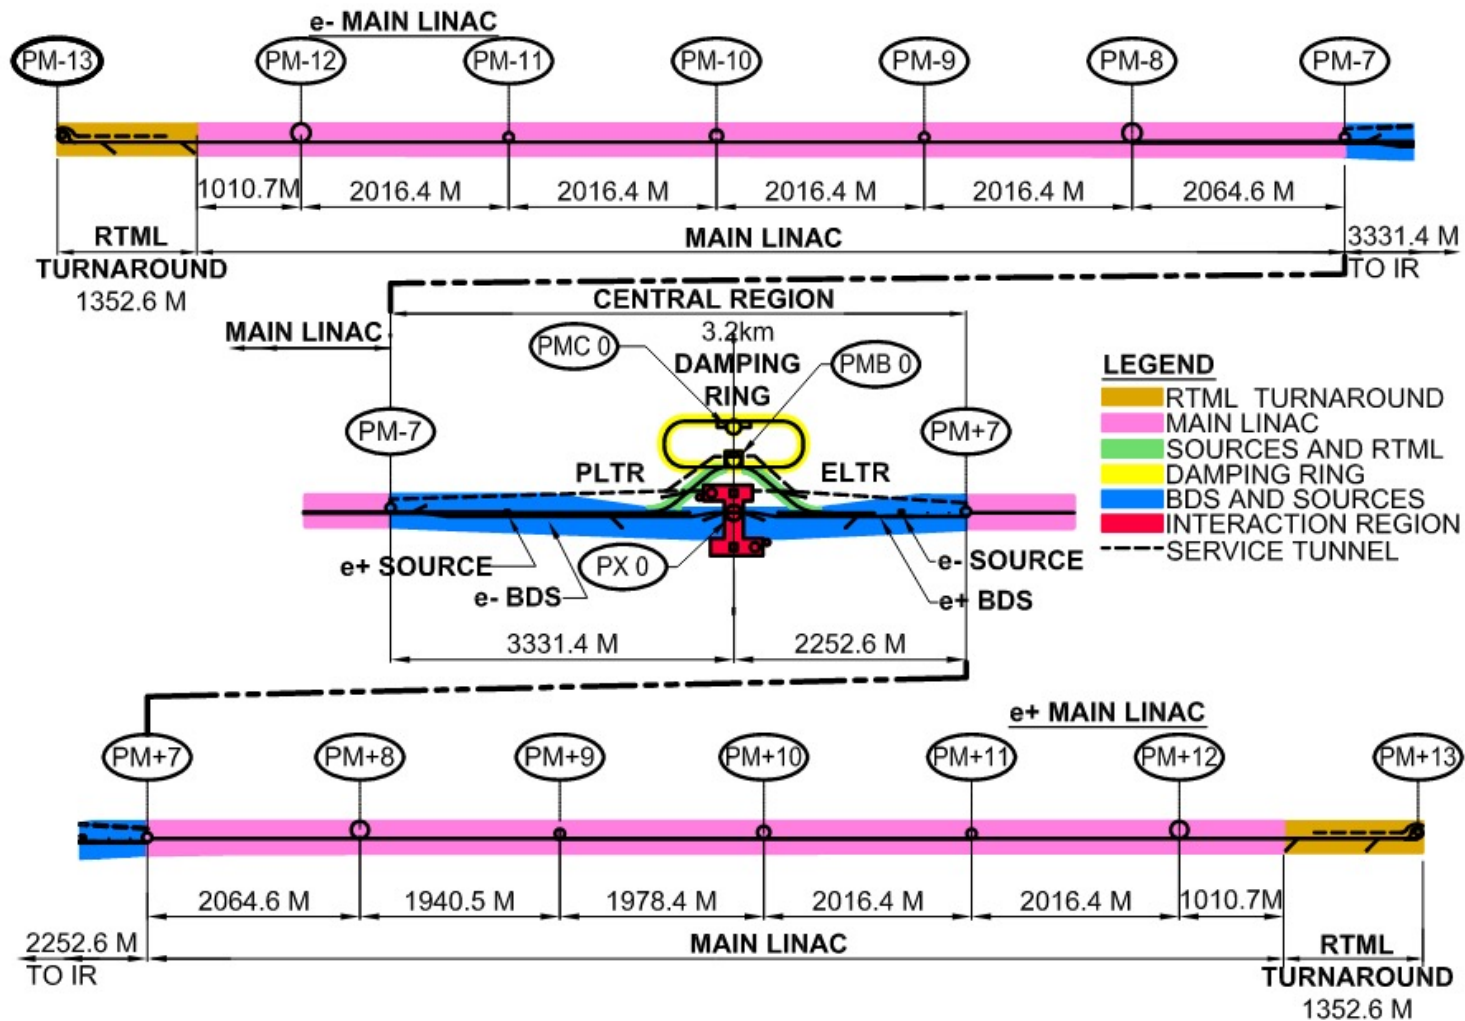 e- MAIN LINAC
PM-13 PM-12 PM-11 PM-10 PM-9 PM-8 PM-7
1010.7M 2016.4 M 2016.4 M 2016.4 M 2016.4 M 2064.6 M
RTML MAIN LINAC 3331.4 M
TURNAROUND TO IR
1352.6 M
CENTRAL REGION
MAIN LINAC
3.2km
DAMPING
RING
PMC 0 PMB 0
PM-7 PM+7
PLTR ELTR
e+ SOURCE
e- BDS
PX 0
e- SOURCE
e+ BDS
3331.4 M 2252.6 M
LEGEND
RTML TURNAROUND
MAIN LINAC
SOURCES AND RTML
DAMPING RING
BDS AND SOURCES
INTERACTION REGION
SERVICE TUNNEL
e+ MAIN LINAC
PM+7 PM+8 PM+9 PM+10 PM+11 PM+12 PM+13
2064.6 M 1940.5 M 1978.4 M 2016.4 M 2016.4 M 1010.7M
2252.6 M MAIN LINAC RTML
TO IR TURNAROUND
1352.6 M